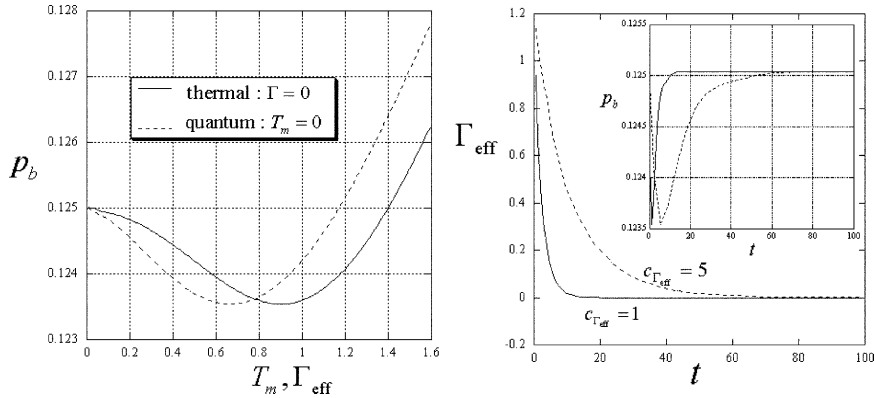 0.128
0.127
0.126
0.125
0.124
0.123
p_b
thermal : Γ = 0
quantum : T_m = 0
0 0.2 0.4 0.6 0.8 1 1.2 1.4 1.6
T_m, Γ_eff
1.2
1
0.8
0.6
0.4
0.2
0
-0.2
Γ_eff
0.1255
0.125
0.1245
0.124
0.1235
p_b
0 20 40 60 80 100
t
c_Γ_eff = 5
c_Γ_eff = 1
0 20 40 60 80 100
t